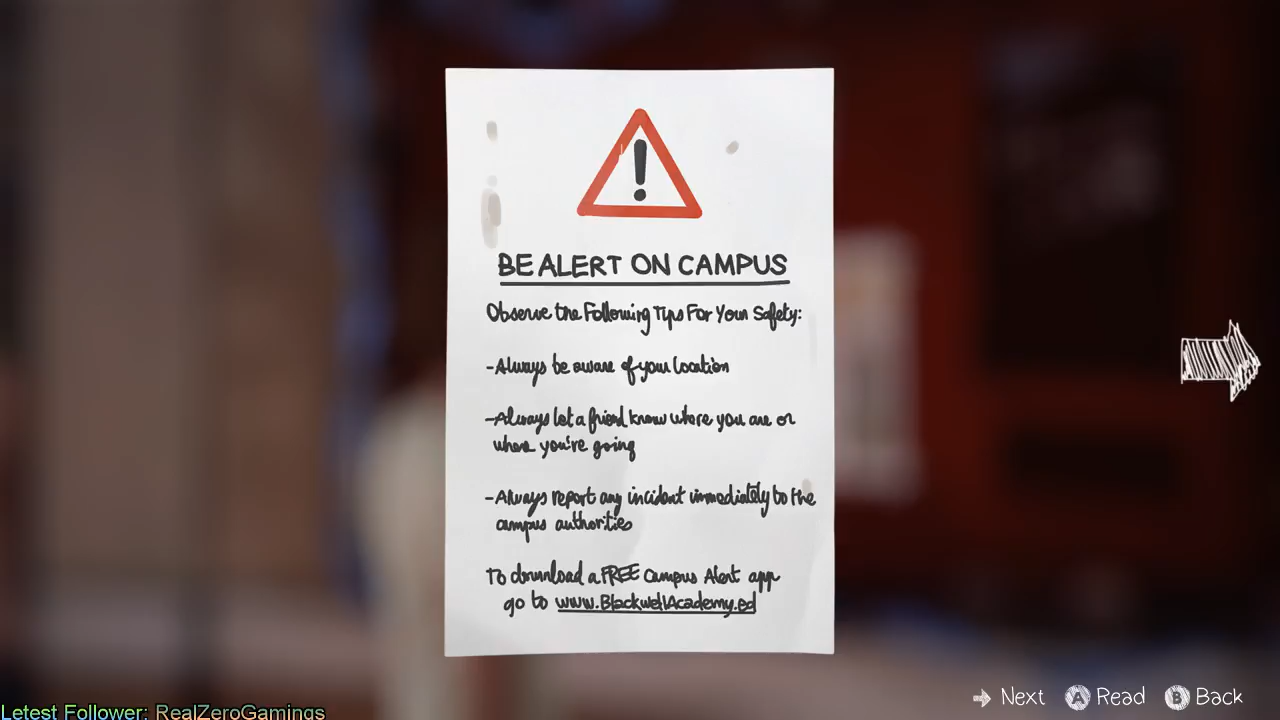 !
BE ALERT ON CAMPUS
Observe the Following Tips For Your Safety:
-Always be aware of your location
-Always let a friend know where you are or
where you're going
-Always report any incident immediately to the
campus authorities
To download a FREE Campus Alert app
go to www.BlackwellAcademy.ed
Next A Read B Back
Letest Follower: RealZeroGamings